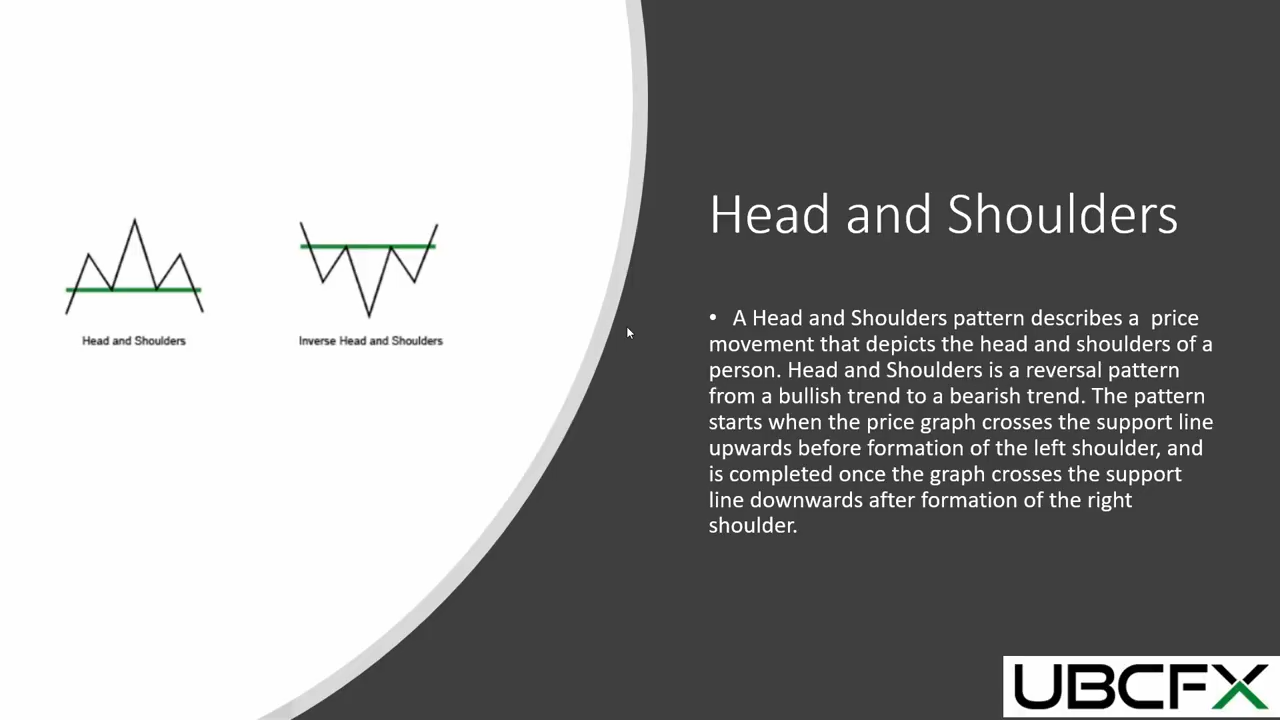 Head and Shoulders
Inverse Head and Shoulders
Head and Shoulders
• A Head and Shoulders pattern describes a  price
movement that depicts the head and shoulders of a
person. Head and Shoulders is a reversal pattern
from a bullish trend to a bearish trend. The pattern
starts when the price graph crosses the support line
upwards before formation of the left shoulder, and
is completed once the graph crosses the support
line downwards after formation of the right
shoulder.
UBCFX